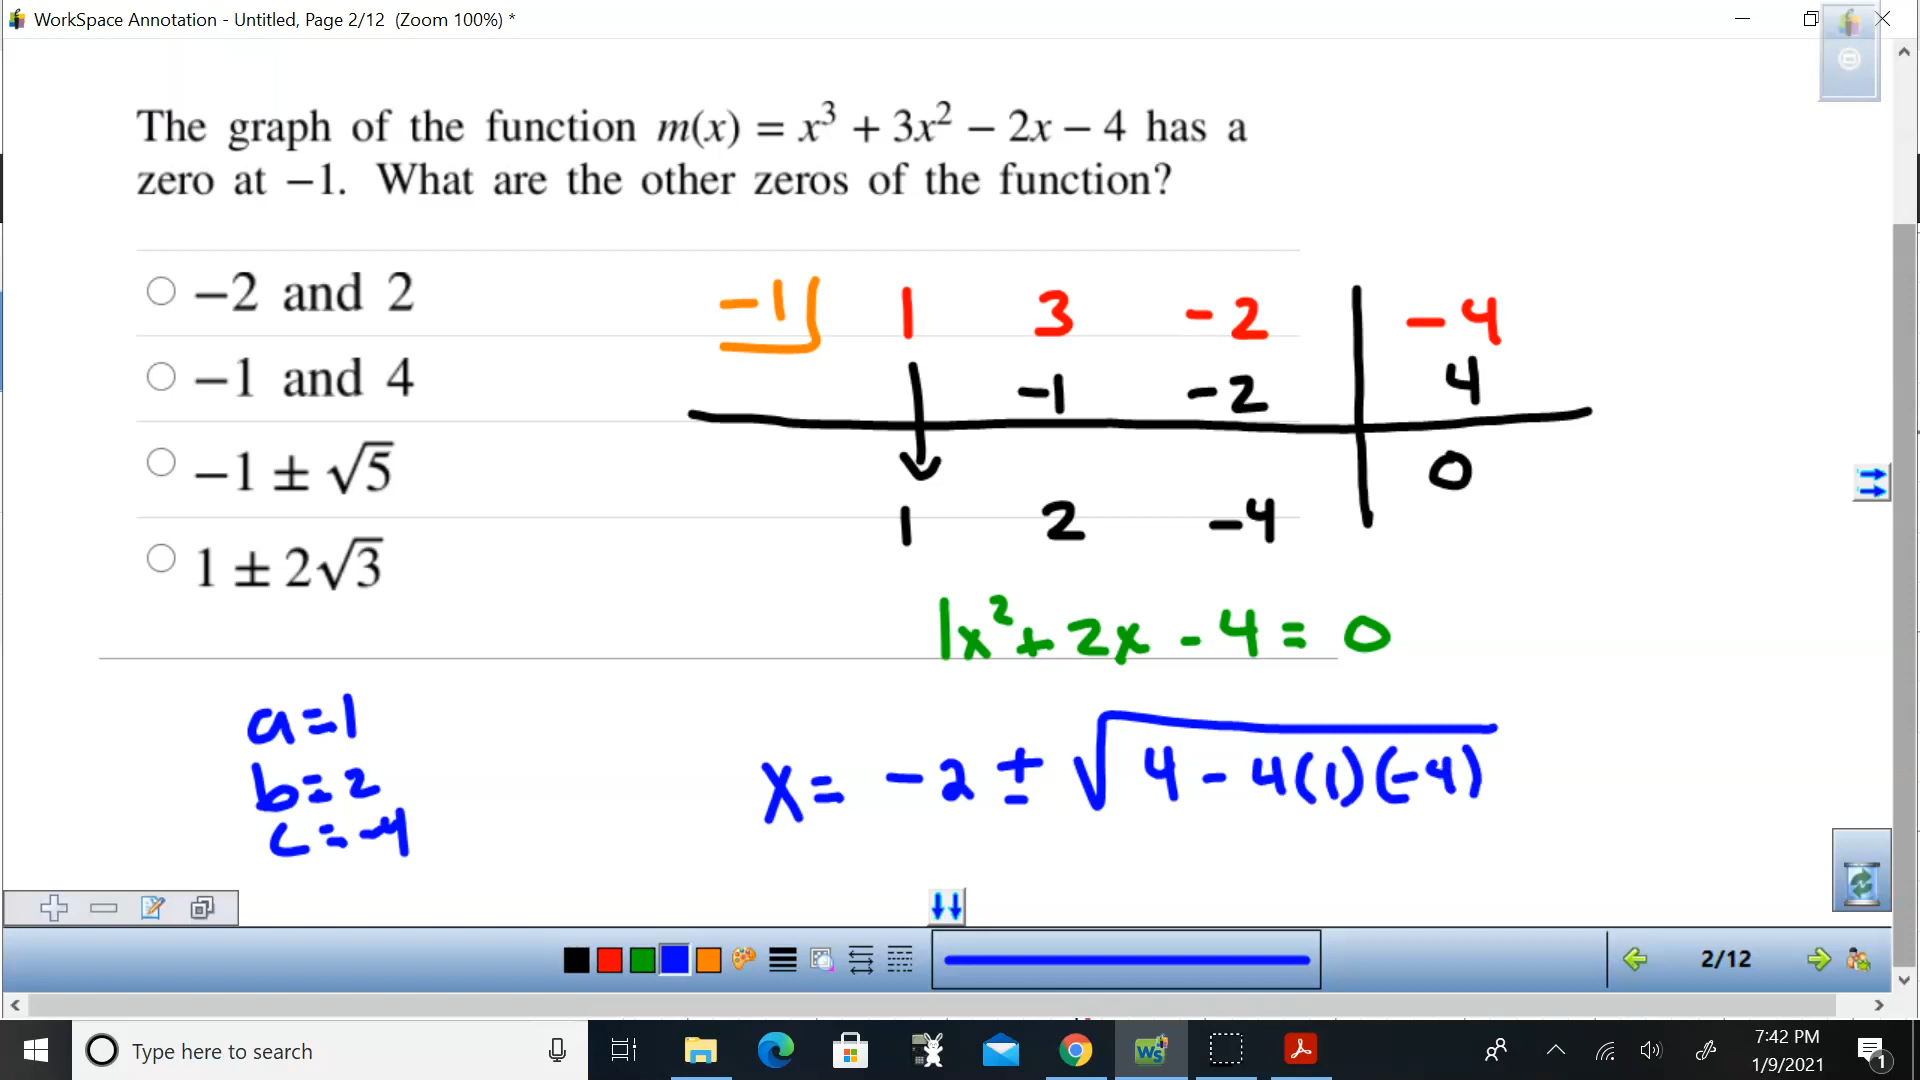 WorkSpace Annotation - Untitled, Page 2/12 (Zoom 100%) *
The graph of the function m(x) = x³ + 3x² − 2x − 4 has a
zero at −1. What are the other zeros of the function?
−2 and 2
−1 and 4
−1 ± √5
1 ± 2√3
-1 1 3 -2 -4
-1 -2 4
0
1 2 -4
1x²+2x-4=0
a=1
b=2
c=-4
x= -2 ± √4-4(1)(-4)
2/12
Type here to search
WS
7:42 PM
1/9/2021
1